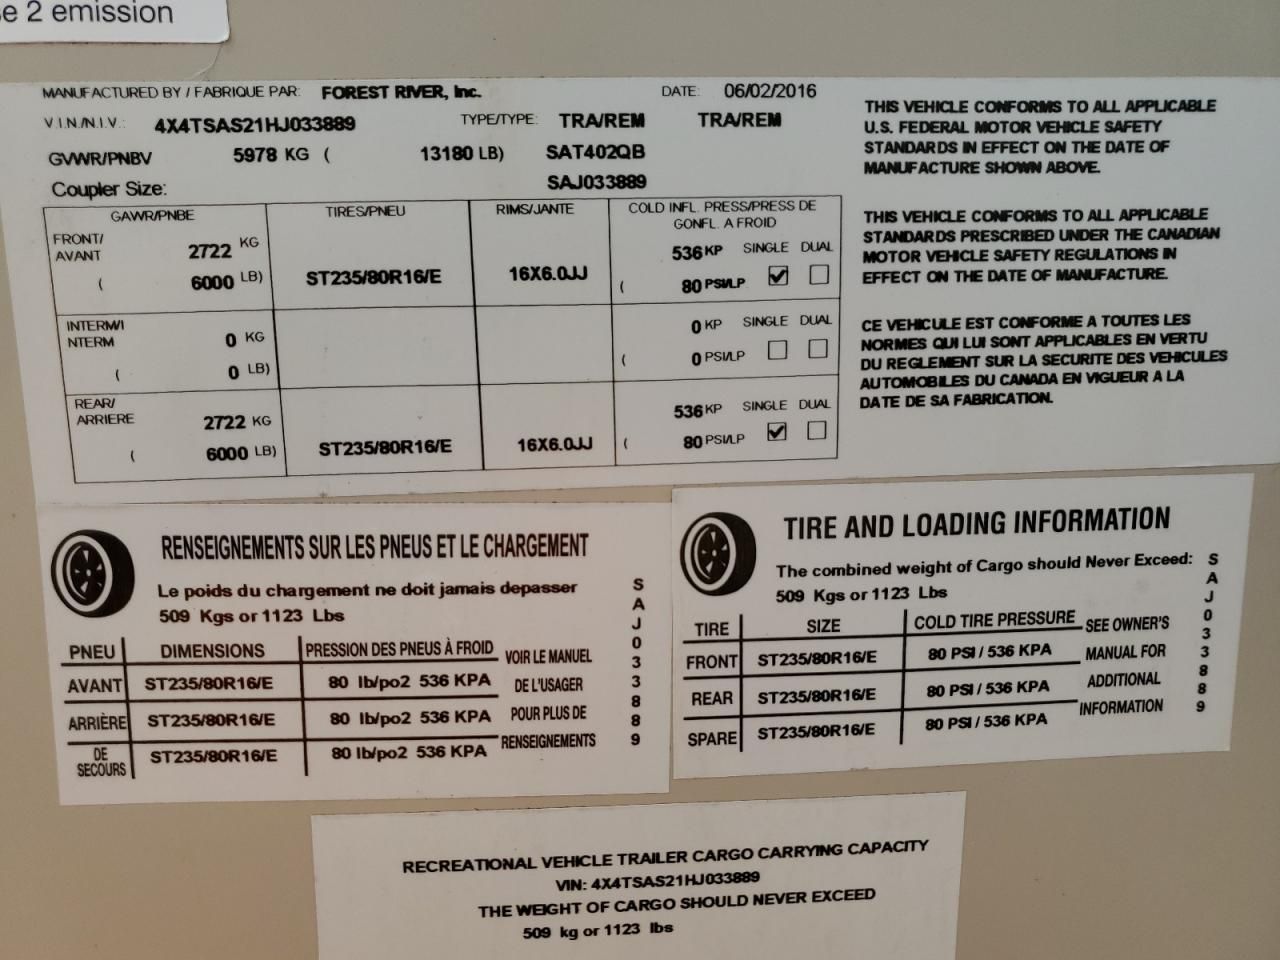 e 2 emission
MANUFACTURED BY / FABRIQUE PAR: FOREST RIVER, Inc. DATE: 06/02/2016
V.I.N./N.I.V.: 4X4TSAS21HJ033889 TYPE/TYPE: TRA/REM TRA/REM
GVWR/PNBV 5978 KG ( 13180 LB) SAT402QB
Coupler Size: SAJ033889
GAWR/PNBE TIRES/PNEU RIMS/JANTE COLD INFL. PRESS/PRESS DE
GONFL. A FROID
FRONT/
AVANT 2722 KG 536 KP SINGLE DUAL
( 6000 LB) ST235/80R16/E 16X6.0JJ ( 80 PSI/LP
INTERM/I
NTERM 0 KG 0 KP SINGLE DUAL
( 0 LB) ( 0 PSI/LP
REAR/
ARRIERE 2722 KG 536 KP SINGLE DUAL
( 6000 LB) ST235/80R16/E 16X6.0JJ ( 80 PSI/LP
THIS VEHICLE CONFORMS TO ALL APPLICABLE
U.S. FEDERAL MOTOR VEHICLE SAFETY
STANDARDS IN EFFECT ON THE DATE OF
MANUFACTURE SHOWN ABOVE.
THIS VEHICLE CONFORMS TO ALL APPLICABLE
STANDARDS PRESCRIBED UNDER THE CANADIAN
MOTOR VEHICLE SAFETY REGULATIONS IN
EFFECT ON THE DATE OF MANUFACTURE.
CE VEHICULE EST CONFORME A TOUTES LES
NORMES QUI LUI SONT APPLICABLES EN VERTU
DU REGLEMENT SUR LA SECURITE DES VEHICULES
AUTOMOBILES DU CANADA EN VIGUEUR A LA
DATE DE SA FABRICATION.
RENSEIGNEMENTS SUR LES PNEUS ET LE CHARGEMENT
Le poids du chargement ne doit jamais depasser
509 Kgs or 1123 Lbs
PNEU DIMENSIONS PRESSION DES PNEUS À FROID
AVANT ST235/80R16/E 80 lb/po2 536 KPA
ARRIÈRE ST235/80R16/E 80 lb/po2 536 KPA
DE
SECOURS ST235/80R16/E 80 lb/po2 536 KPA
VOIR LE MANUEL
DE L'USAGER
POUR PLUS DE
RENSEIGNEMENTS
SAJ033889
TIRE AND LOADING INFORMATION
The combined weight of Cargo should Never Exceed:
509 Kgs or 1123 Lbs
TIRE SIZE COLD TIRE PRESSURE
FRONT ST235/80R16/E 80 PSI / 536 KPA
REAR ST235/80R16/E 80 PSI / 536 KPA
SPARE ST235/80R16/E 80 PSI / 536 KPA
SEE OWNER'S
MANUAL FOR
ADDITIONAL
INFORMATION
SAJ033889
RECREATIONAL VEHICLE TRAILER CARGO CARRYING CAPACITY
VIN: 4X4TSAS21HJ033889
THE WEIGHT OF CARGO SHOULD NEVER EXCEED
509 kg or 1123 lbs